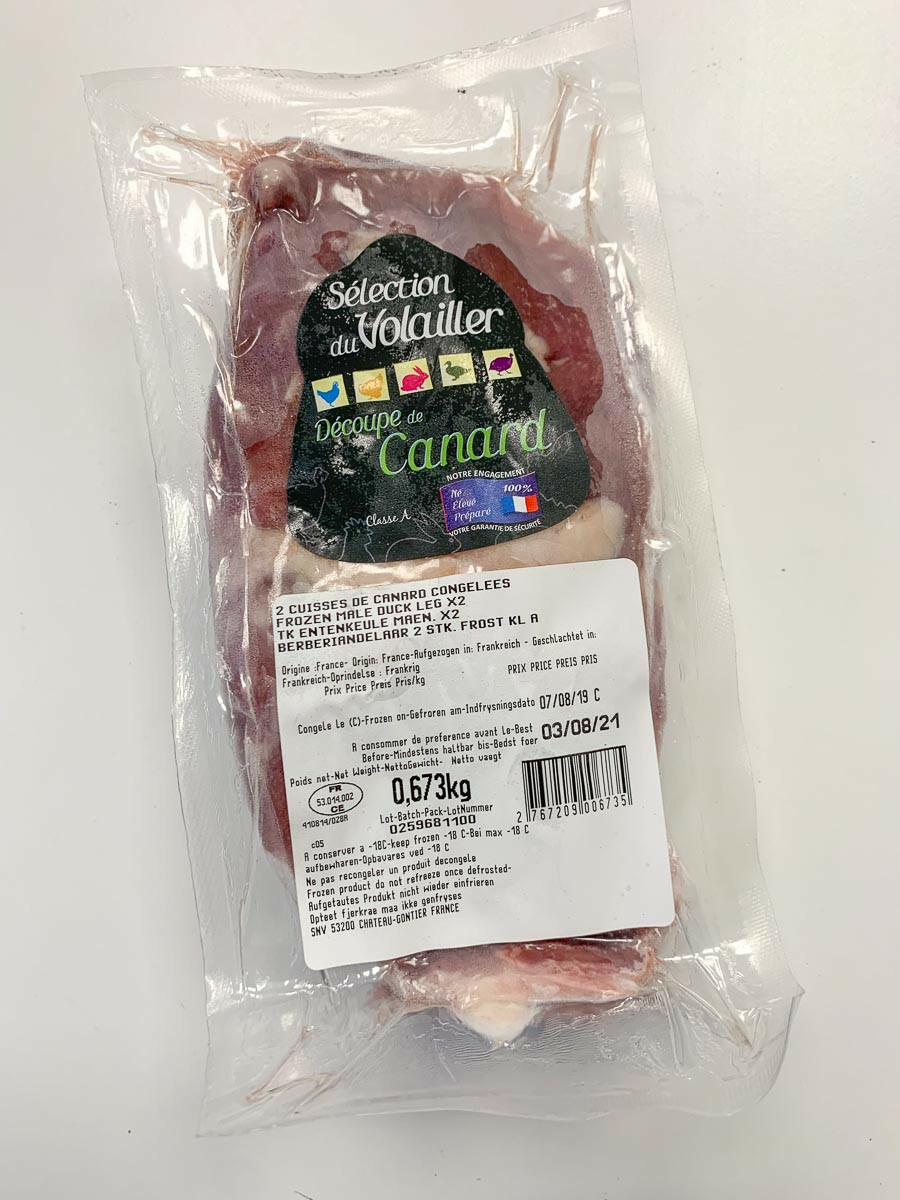 Sélection
du Volailler
Découpe de
Canard
NOTRE ENGAGEMENT
Né
Élevé
Préparé
100%
VOTRE GARANTIE DE SÉCURITÉ
Classe A
2 CUISSES DE CANARD CONGELEES
FROZEN MALE DUCK LEG X2
TK ENTENKEULE MAEN. X2
BERBERIANDELAAR 2 STK. FROST KL A
Origine :France- Origin: France-Aufgezogen in: Frankreich - Geschlachtet in:
Frankreich-Oprindelse : Frankrig
Prix Price Preis Pris/kg
PRIX PRICE PREIS PRIS
Congele Le (C)-Frozen on-Gefroren am-Indfrysningsdato 07/08/19 C
A consommer de preference avant Le-Best
Before-Mindestens haltbar bis-Bedst foer 03/08/21
Poids net-Net Weight-NettoGewicht- Netto vaegt
FR
53.014.002
CE
0,673kg
410814/028A
Lot-Batch-Pack-LotNummer
0259681100
2 767209 006735
c05
A conserver a -18C-keep frozen -18 C-Bei max -18 C
aufbewharen-Opbavares ved -18 C
Ne pas recongeler un produit decongele
Frozen product do not refreeze once defrosted-
Aufgetautes Produkt nicht wieder einfrieren
Opteet fjerkrae maa ikke genfryses
SNV 53200 CHATEAU-GONTIER FRANCE